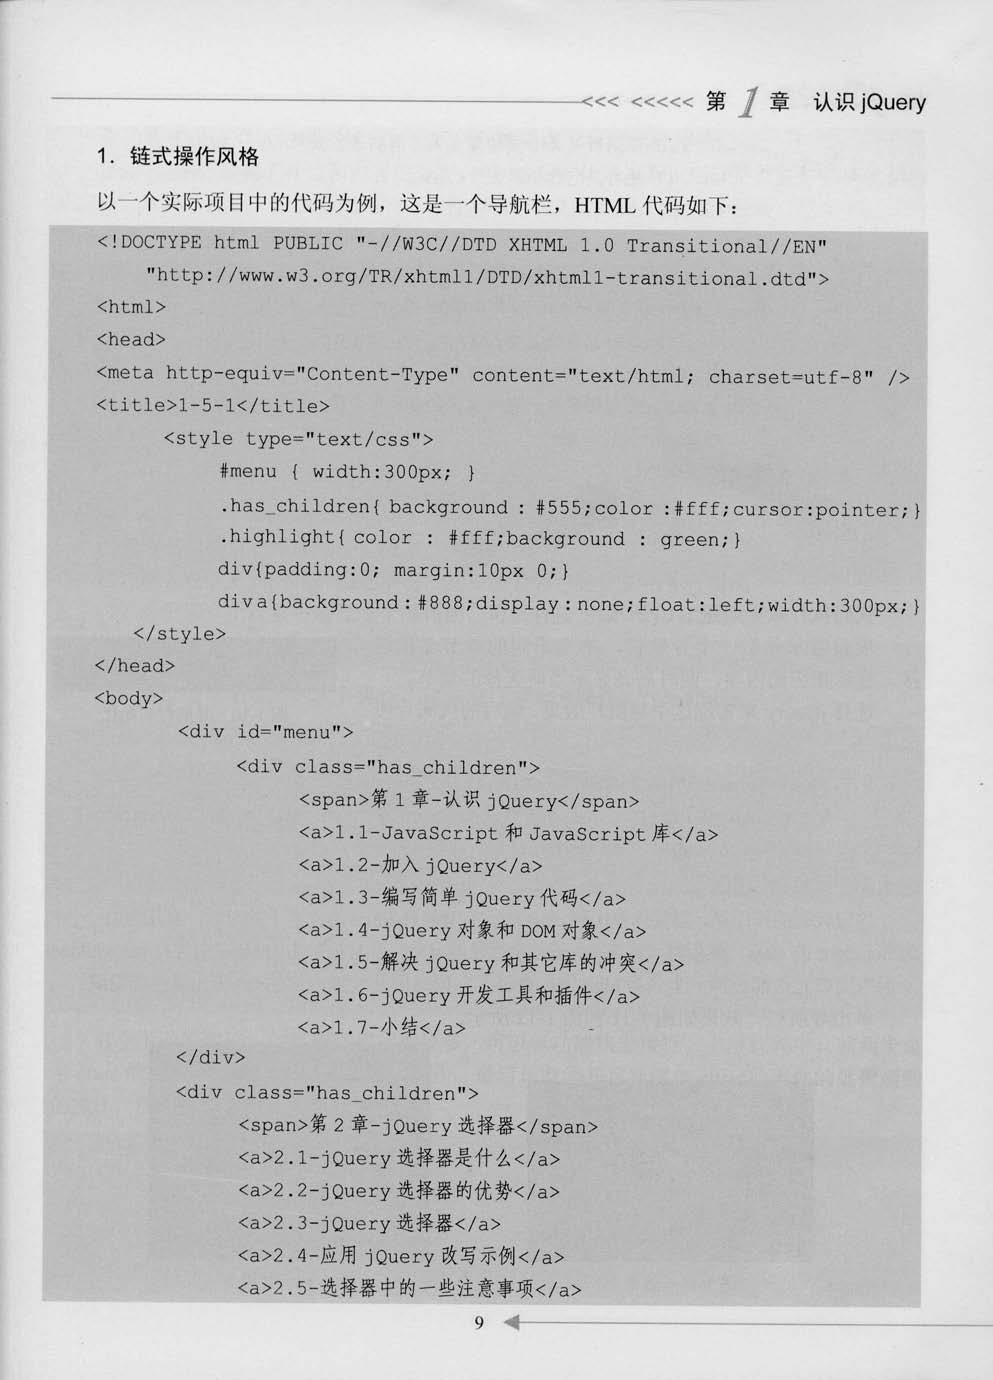 <<< <<<<< 第 1 章 认识 jQuery
1. 链式操作风格
以一个实际项目中的代码为例，这是一个导航栏，HTML 代码如下：
<!DOCTYPE html PUBLIC "-//W3C//DTD XHTML 1.0 Transitional//EN"
"http://www.w3.org/TR/xhtml1/DTD/xhtml1-transitional.dtd">
<html>
<head>
<meta http-equiv="Content-Type" content="text/html; charset=utf-8" />
<title>1-5-1</title>
<style type="text/css">
#menu { width:300px; }
.has_children{ background : #555;color :#fff;cursor:pointer;}
.highlight{ color : #fff;background : green;}
div{padding:0; margin:10px 0;}
div a{background:#888;display:none;float:left;width:300px;}
</style>
</head>
<body>
<div id="menu">
<div class="has_children">
<span>第 1 章-认识 jQuery</span>
<a>1.1-JavaScript 和 JavaScript 库</a>
<a>1.2-加入 jQuery</a>
<a>1.3-编写简单 jQuery 代码</a>
<a>1.4-jQuery 对象和 DOM 对象</a>
<a>1.5-解决 jQuery 和其它库的冲突</a>
<a>1.6-jQuery 开发工具和插件</a>
<a>1.7-小结</a>
</div>
<div class="has_children">
<span>第 2 章-jQuery 选择器</span>
<a>2.1-jQuery 选择器是什么</a>
<a>2.2-jQuery 选择器的优势</a>
<a>2.3-jQuery 选择器</a>
<a>2.4-应用 jQuery 改写示例</a>
<a>2.5-选择器中的一些注意事项</a>
9